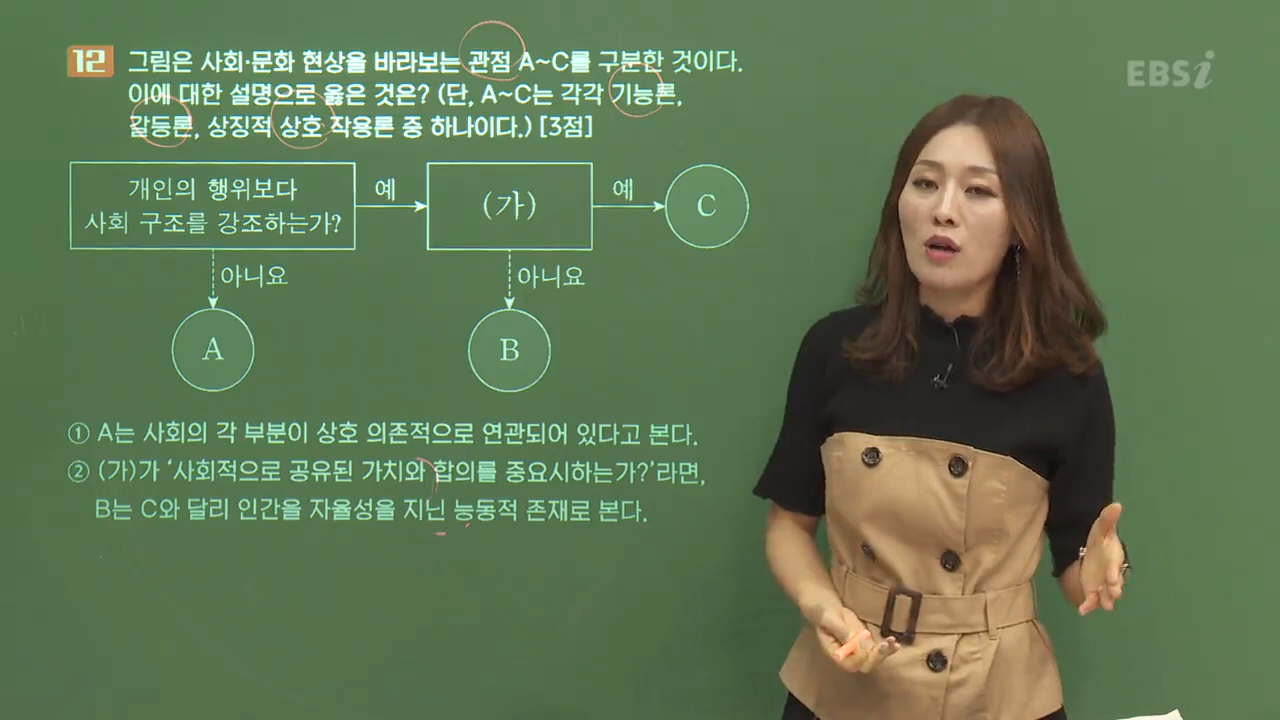 12 그림은 사회·문화 현상을 바라보는 관점 A~C를 구분한 것이다.
이에 대한 설명으로 옳은 것은? (단, A~C는 각각 기능론,
갈등론, 상징적 상호 작용론 중 하나이다.) [3점]
EBSi
개인의 행위보다
사회 구조를 강조하는가?
예
(가)
예
C
아니요
아니요
A
B
① A는 사회의 각 부분이 상호 의존적으로 연관되어 있다고 본다.
② (가)가 ‘사회적으로 공유된 가치와 합의를 중요시하는가?’라면,
B는 C와 달리 인간을 자율성을 지닌 능동적 존재로 본다.